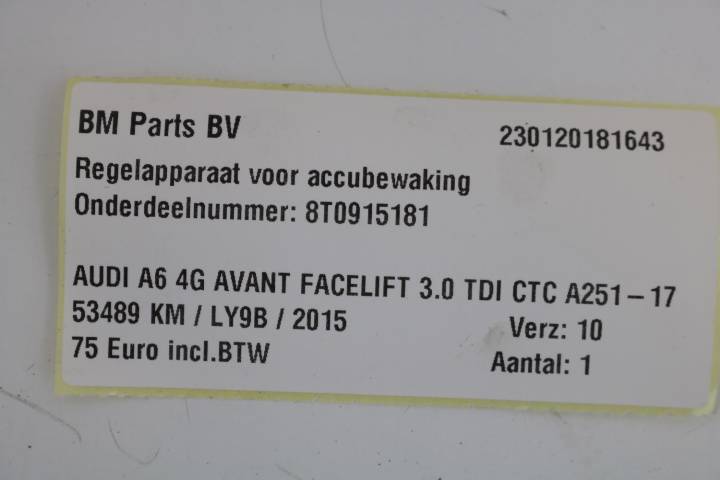 BM Parts BV 230120181643
Regelapparaat voor accubewaking
Onderdeelnummer: 8T0915181
AUDI A6 4G AVANT FACELIFT 3.0 TDI CTC A251-17
53489 KM / LY9B / 2015 Verz: 10
75 Euro incl.BTW Aantal: 1